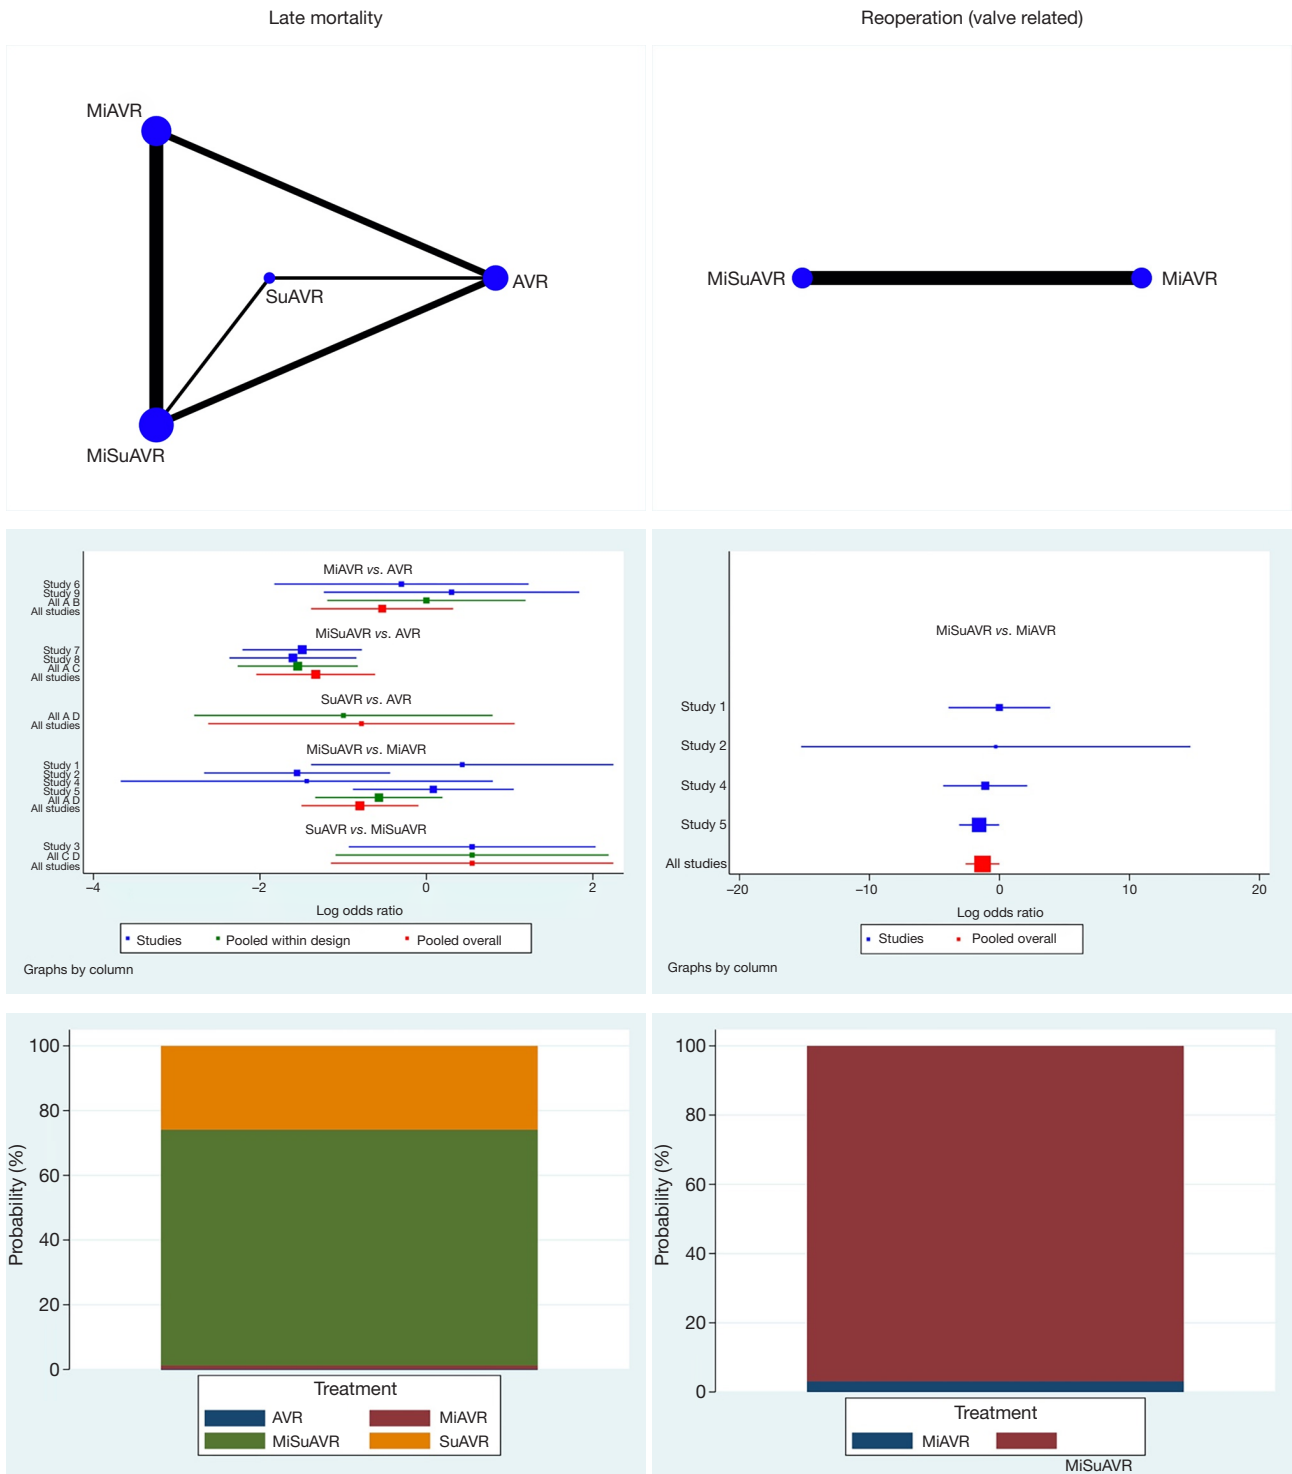 Late mortality
Reoperation (valve related)
MiAVR
SuAVR
AVR
MiSuAVR
MiSuAVR
MiAVR
MiAVR vs. AVR
Study 6
Study 9
All A B
All studies
MiSuAVR vs. AVR
Study 7
Study 8
All A C
All studies
SuAVR vs. AVR
All A D
All studies
MiSuAVR vs. MiAVR
Study 1
Study 2
Study 4
Study 5
All A D
All studies
SuAVR vs. MiSuAVR
Study 3
All C D
All studies
−4 −2 0 2
Log odds ratio
Studies Pooled within design Pooled overall
Graphs by column
MiSuAVR vs. MiAVR
Study 1
Study 2
Study 4
Study 5
All studies
−20 −10 0 10 20
Log odds ratio
Studies Pooled overall
Graphs by column
Probability (%)
100
80
60
40
20
0
Treatment
AVR MiAVR
MiSuAVR SuAVR
Probability (%)
100
80
60
40
20
0
Treatment
MiAVR
MiSuAVR